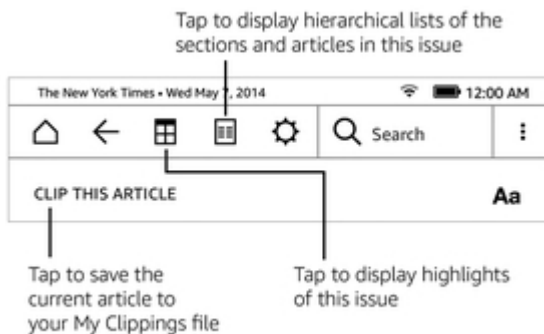 Tap to display hierarchical lists of the
sections and articles in this issue
The New York Times • Wed May 7, 2014 12:00 AM
Search
CLIP THIS ARTICLE Aa
Tap to save the
current article to
your My Clippings file
Tap to display highlights
of this issue